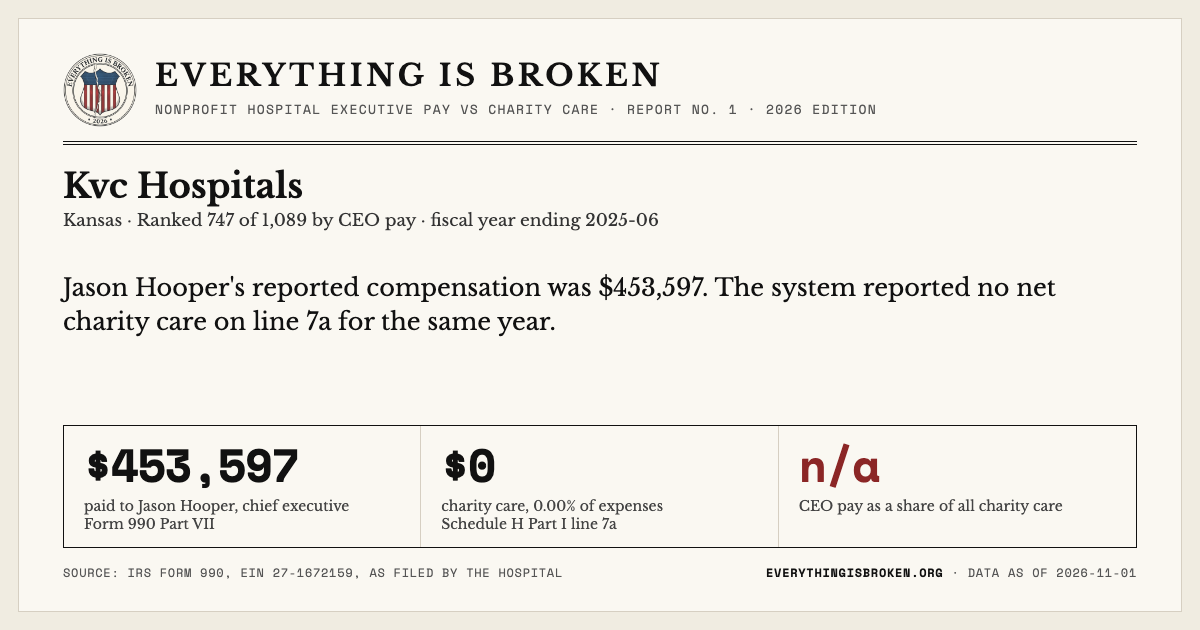 EVERYTHING IS BROKEN
2026
EVERYTHING IS BROKEN
NONPROFIT HOSPITAL EXECUTIVE PAY VS CHARITY CARE · REPORT NO. 1 · 2026 EDITION
Kvc Hospitals
Kansas · Ranked 747 of 1,089 by CEO pay · fiscal year ending 2025-06
Jason Hooper's reported compensation was $453,597. The system reported no net
charity care on line 7a for the same year.
$453,597
paid to Jason Hooper, chief executive
Form 990 Part VII
$0
charity care, 0.00% of expenses
Schedule H Part I line 7a
n/a
CEO pay as a share of all charity care
SOURCE: IRS FORM 990, EIN 27-1672159, AS FILED BY THE HOSPITAL
EVERYTHINGISBROKEN.ORG · DATA AS OF 2026-11-01